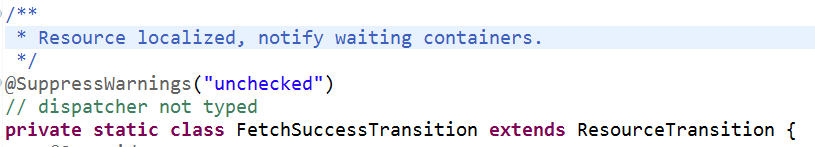 /**
 * Resource localized, notify waiting containers.
 */
@SuppressWarnings("unchecked")
// dispatcher not typed
private static class FetchSuccessTransition extends ResourceTransition {